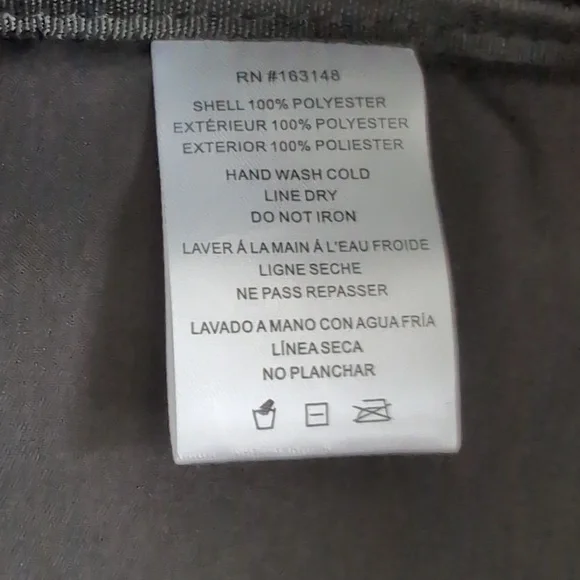 RN #163148
SHELL 100% POLYESTER
EXTÉRIEUR 100% POLYESTER
EXTERIOR 100% POLIESTER
HAND WASH COLD
LINE DRY
DO NOT IRON
LAVER Á LA MAIN Á L'EAU FROIDE
LIGNE SECHE
NE PASS REPASSER
LAVADO A MANO CON AGUA FRÍA
LÍNEA SECA
NO PLANCHAR